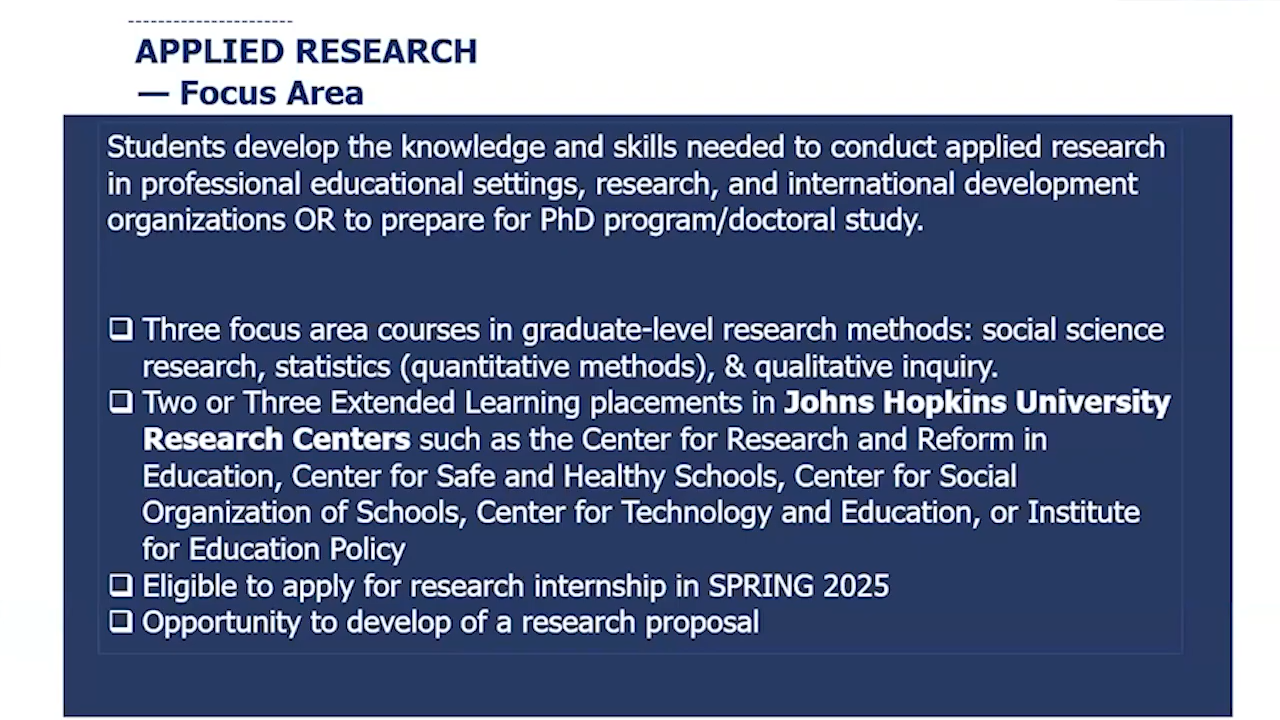 APPLIED RESEARCH
— Focus Area
Students develop the knowledge and skills needed to conduct applied research
in professional educational settings, research, and international development
organizations OR to prepare for PhD program/doctoral study.
❑ Three focus area courses in graduate-level research methods: social science
research, statistics (quantitative methods), & qualitative inquiry.
❑ Two or Three Extended Learning placements in Johns Hopkins University
Research Centers such as the Center for Research and Reform in
Education, Center for Safe and Healthy Schools, Center for Social
Organization of Schools, Center for Technology and Education, or Institute
for Education Policy
❑ Eligible to apply for research internship in SPRING 2025
❑ Opportunity to develop of a research proposal